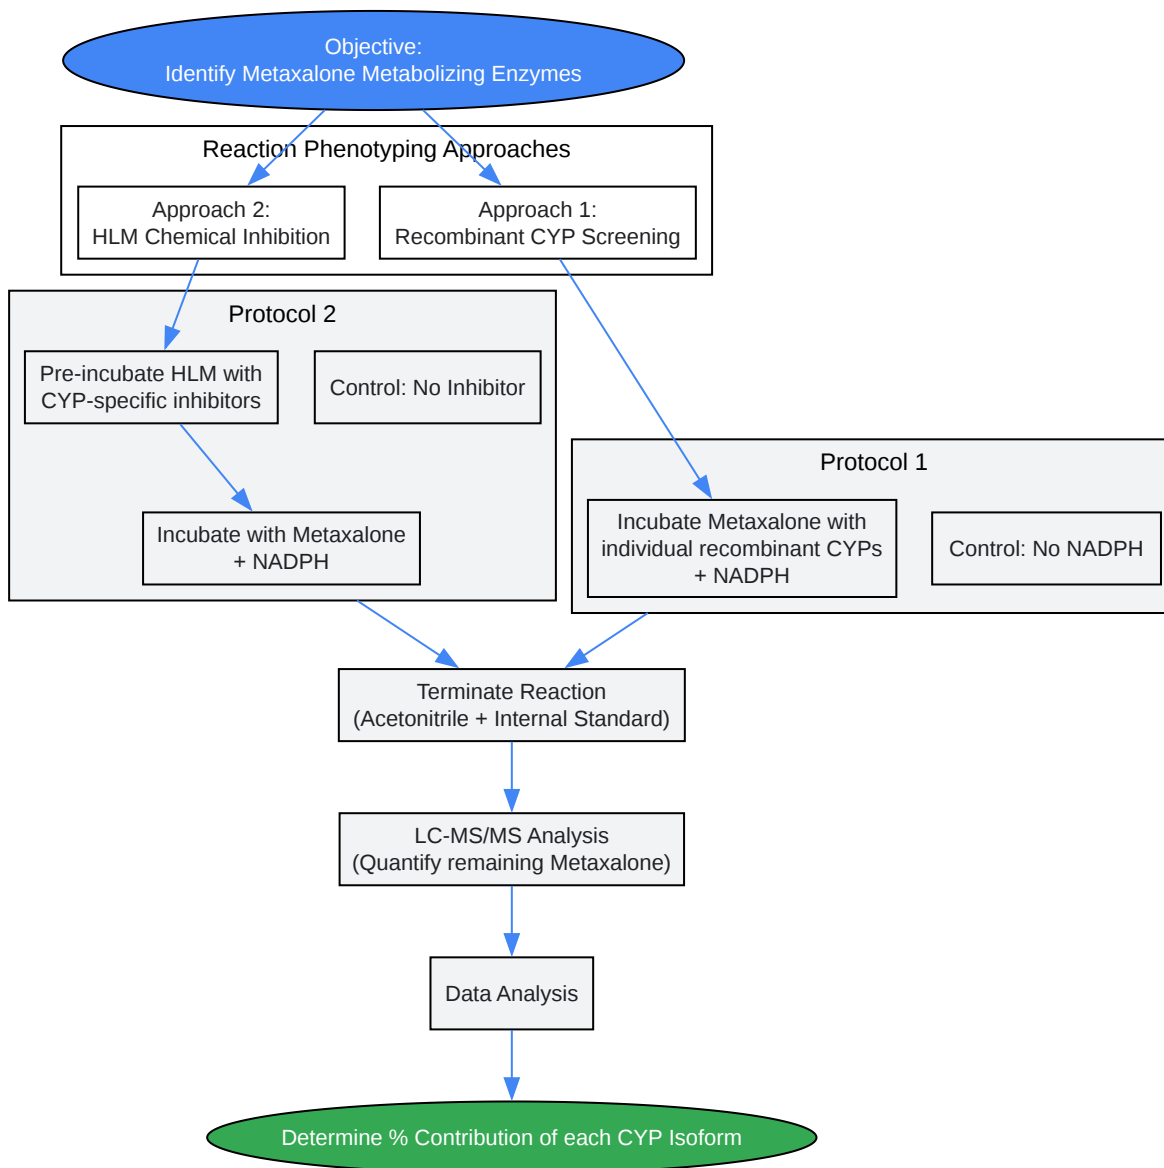 Objective:
Identify Metaxalone Metabolizing Enzymes
Reaction Phenotyping Approaches
Approach 2:
HLM Chemical Inhibition
Approach 1:
Recombinant CYP Screening
Protocol 2
Pre-incubate HLM with
CYP-specific inhibitors
Control: No Inhibitor
Incubate with Metaxalone
+ NADPH
Protocol 1
Incubate Metaxalone with
individual recombinant CYPs
+ NADPH
Control: No NADPH
Terminate Reaction
(Acetonitrile + Internal Standard)
LC-MS/MS Analysis
(Quantify remaining Metaxalone)
Data Analysis
Determine % Contribution of each CYP Isoform